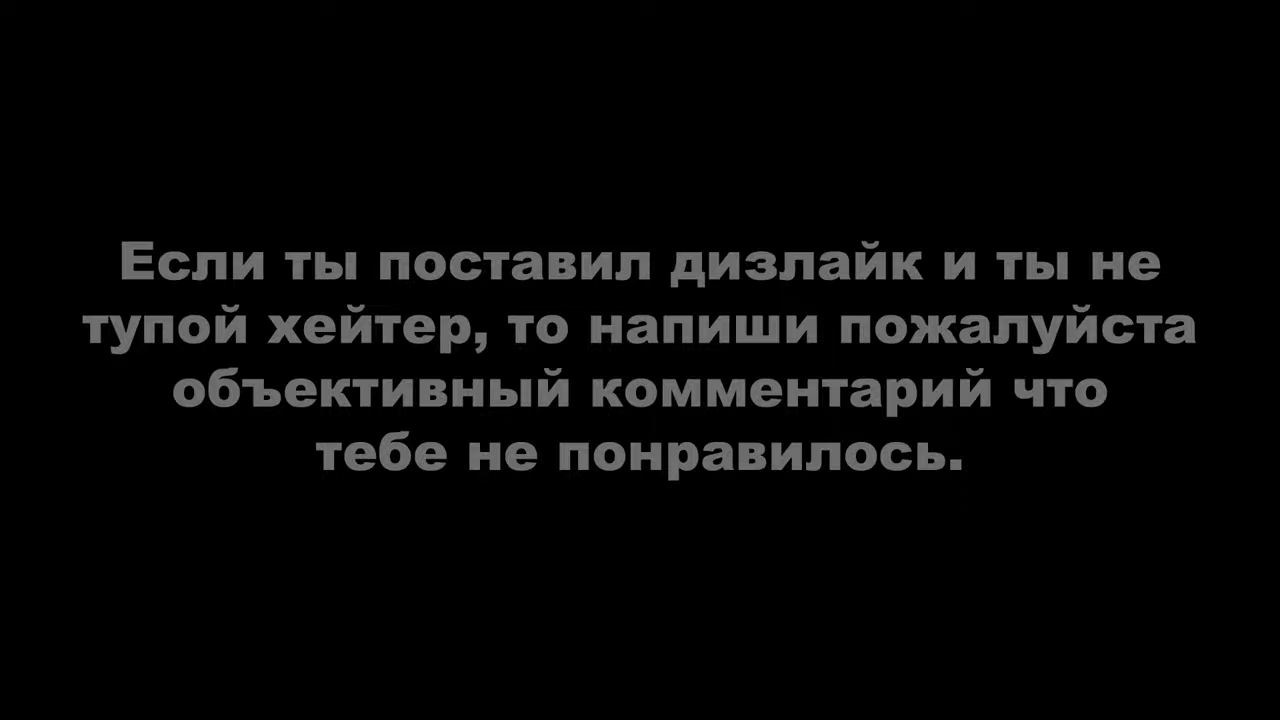 Если ты поставил дизлайк и ты не
тупой хейтер, то напиши пожалуйста
объективный комментарий что
тебе не понравилось.